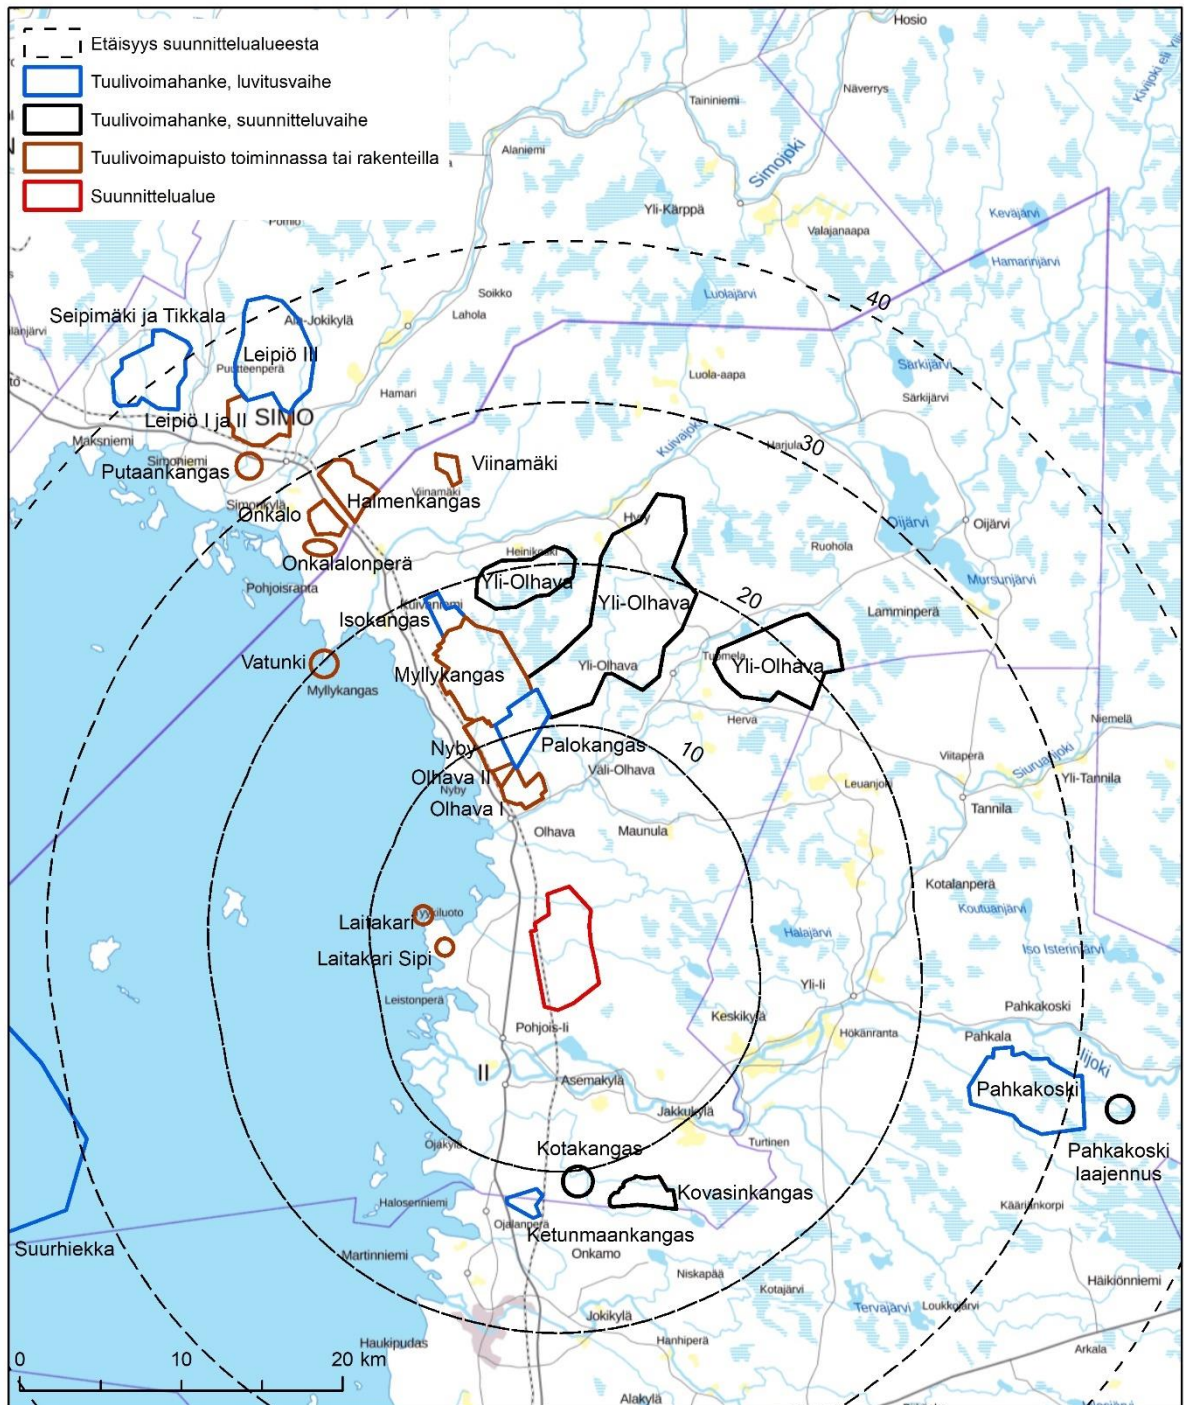 Etäisyys suunnittelualueesta
Tuulivoimahanke, luvitusvaihe
Tuulivoimahanke, suunnitteluvaihe
Tuulivoimapuisto toiminnassa tai rakenteilla
Suunnittelualue
Hosio
Näverrys
Taininiemi
Alaniemi
Simojoki
Yli-Kärppä
Valajanaapa
Keväjärvi
Hamarinjärvi
Luolajärvi
Soikko
Lahola
40
Seipimäki ja Tikkala
Ala-Jokikylä
Leipiö III
Puutteenperä
Hamari
Luola-aapa
Särkijärvi
Särkijärvi
Leipiö I ja II
SIMO
Maksniemi
Simoniemi
Putaankangas
Viinamäki
Viinamäki
Kuivajoki
Harjula
30
Simonkylä
Halmenkangas
Onkalo
Hyry
Oijärvi
Oijärvi
Onkalalonperä
Heinikoski
Ruohola
Pohjoisranta
Yli-Olhava
Mursunjärvi
Kuivaniemi
Yli-Olhava
20
Lamminperä
Isokangas
Vatunki
Myllykangas
Myllykangas
Yli-Olhava
Tuomela
Yli-Olhava
Herva
Niemelä
Nyby
Palokangas
10
Viitaperä
Siuruanjoki
Olhava II
Väli-Olhava
Leuanjoki
Yli-Tannila
Nyby
Olhava I
Tannila
Olhava
Maunula
Kotalanperä
Koutuanjärvi
Laitakari
Halajärvi
Iso Isterinjärvi
Laitakari Sipi
Yli-Ii
Leistonperä
Pahkakoski
Keskikylä
Pohjois-Ii
Hökänranta
Pahkala
Iijoki
II
Asemakylä
Pahkakoski
Jakkukylä
Ojakylä
Turtinen
Kotakangas
Pahkakoski
laajennus
Kovasinkangas
Halosenniemi
Kääriänkorpi
Ojalanperä
Ketunmaankangas
Suurhiekka
Martinniemi
Onkamo
Niskapää
Kotajärvi
Häikiönniemi
Tervajärvi
Loukkojärvi
Haukipudas
Jokikylä
Hanhiperä
Arkala
0 10 20 km
Alakylä